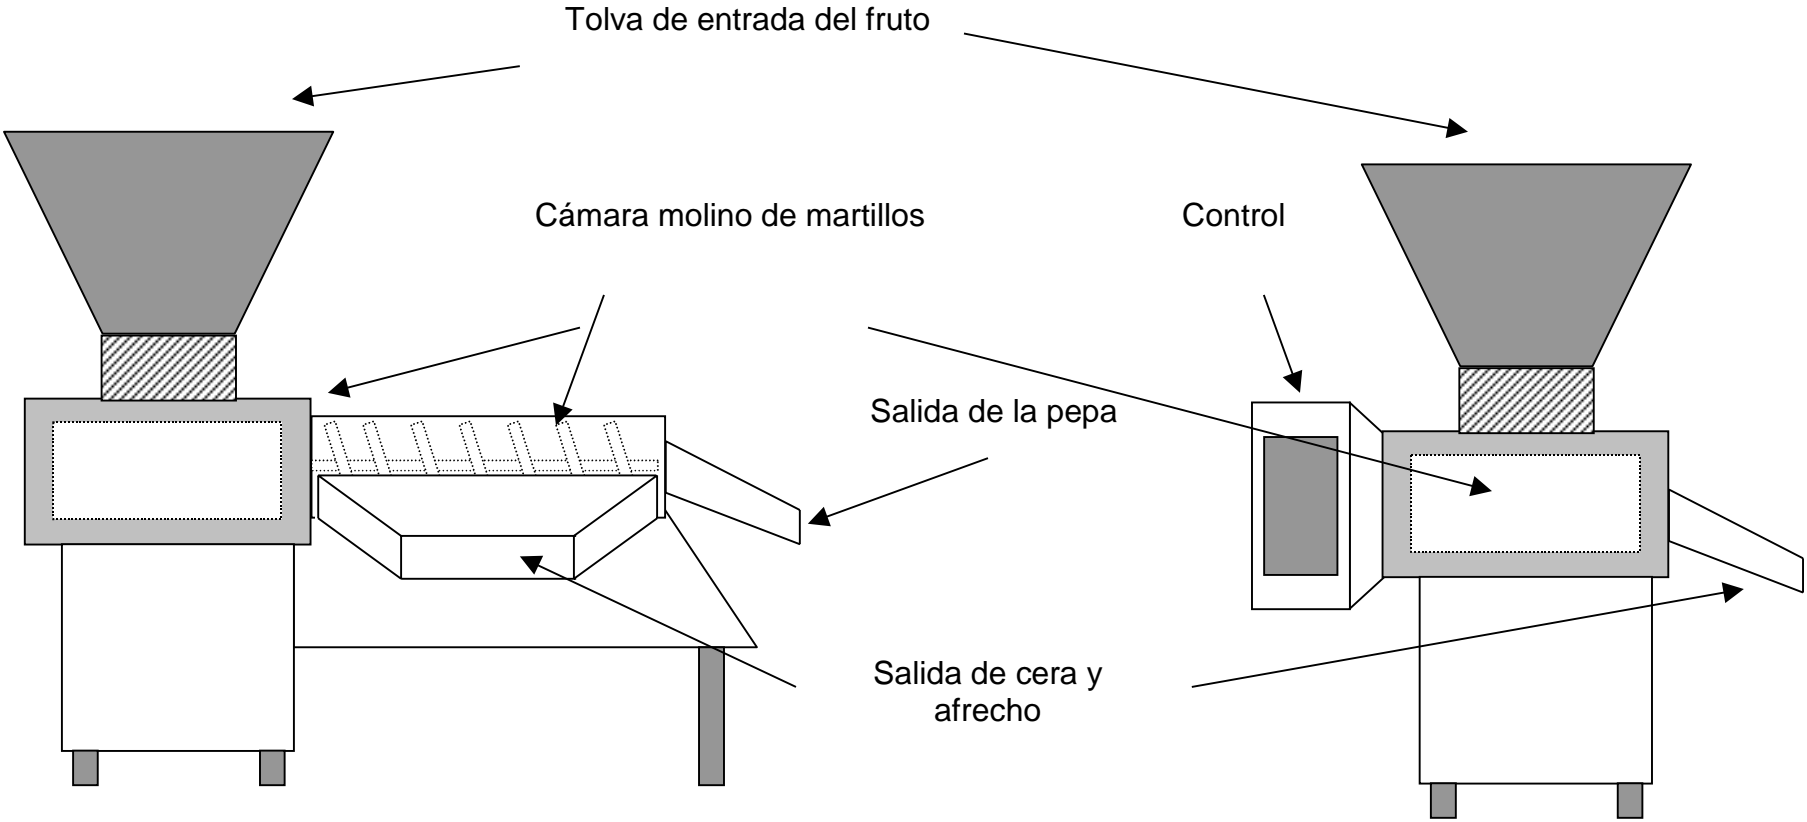 Tolva de entrada del fruto
Cámara molino de martillos
Control
Salida de la pepa
Salida de cera y
afrecho